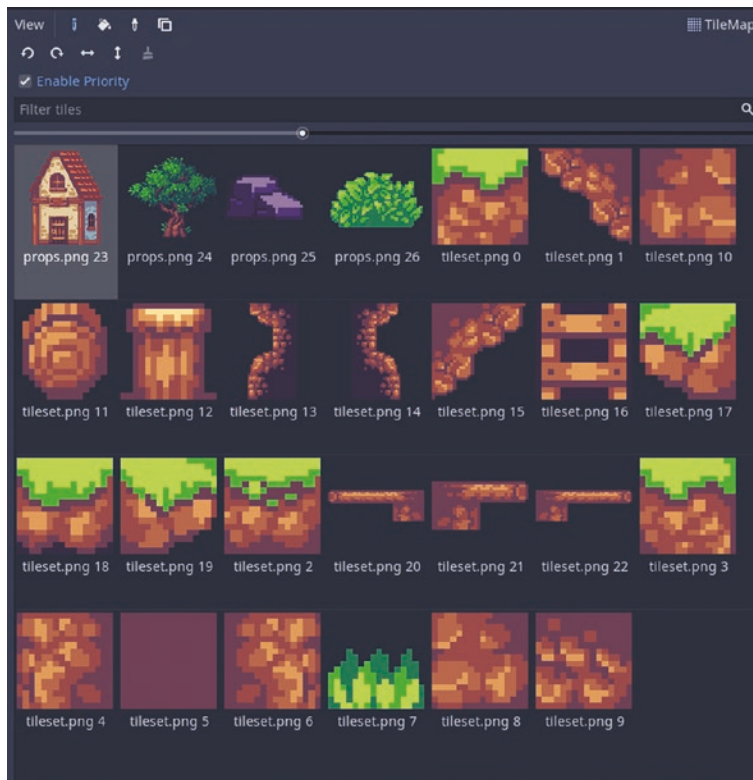 View TileMap
Enable Priority
Filter tiles
props.png 23 props.png 24 props.png 25 props.png 26 tileset.png 0 tileset.png 1 tileset.png 10
tileset.png 11 tileset.png 12 tileset.png 13 tileset.png 14 tileset.png 15 tileset.png 16 tileset.png 17
tileset.png 18 tileset.png 19 tileset.png 2 tileset.png 20 tileset.png 21 tileset.png 22 tileset.png 3
tileset.png 4 tileset.png 5 tileset.png 6 tileset.png 7 tileset.png 8 tileset.png 9